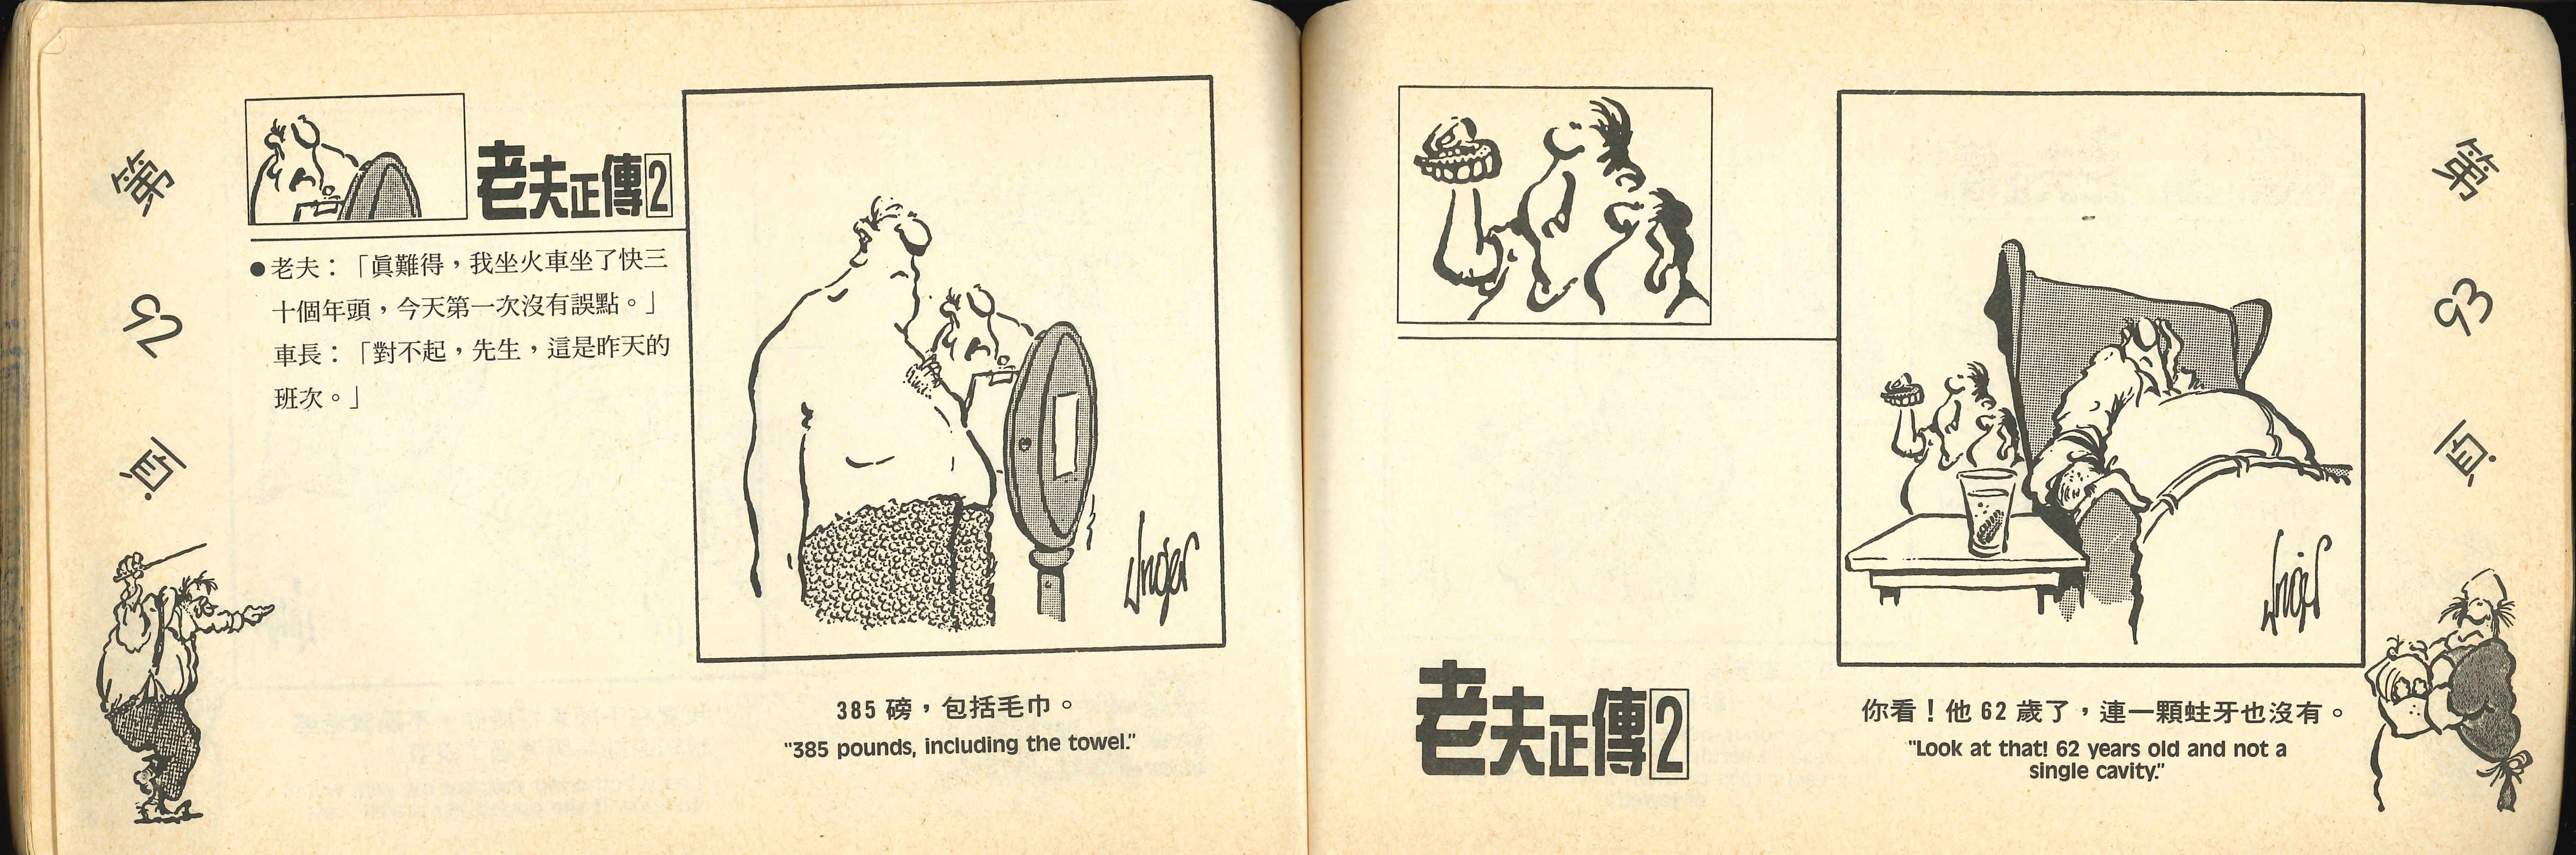 第 92 頁
老夫正傳2
●老夫：「眞難得，我坐火車坐了快三
十個年頭，今天第一次沒有誤點。」
車長：「對不起，先生，這是昨天的
班次。」
Unger
385 磅，包括毛巾。
"385 pounds, including the towel."
第 93 頁
Unger
老夫正傳2
你看！他 62 歲了，連一顆蛀牙也沒有。
"Look at that! 62 years old and not a
single cavity."